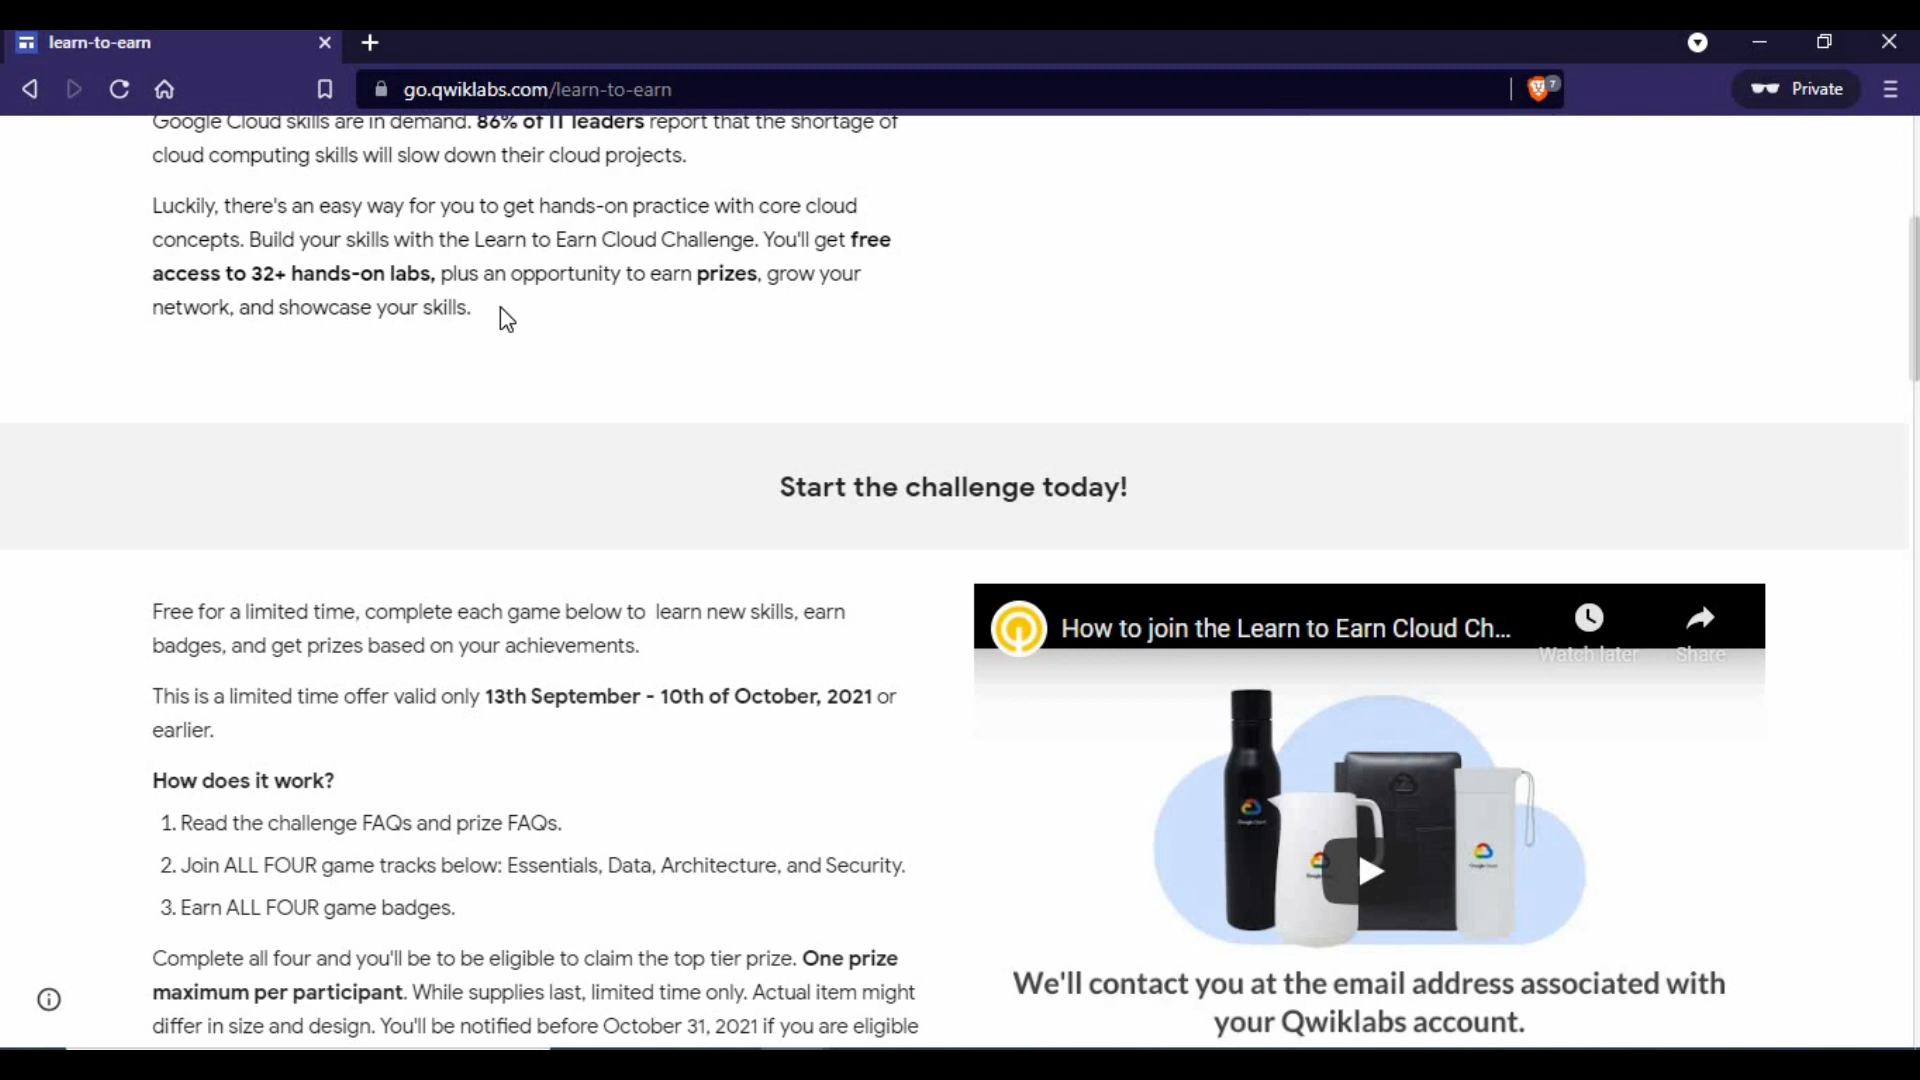 learn-to-earn
go.qwiklabs.com/learn-to-earn
7
Private
Google Cloud skills are in demand. 86% of IT leaders report that the shortage of
cloud computing skills will slow down their cloud projects.
Luckily, there's an easy way for you to get hands-on practice with core cloud
concepts. Build your skills with the Learn to Earn Cloud Challenge. You'll get free
access to 32+ hands-on labs, plus an opportunity to earn prizes, grow your
network, and showcase your skills.
Start the challenge today!
Free for a limited time, complete each game below to learn new skills, earn
badges, and get prizes based on your achievements.
This is a limited time offer valid only 13th September - 10th of October, 2021 or
earlier.
How does it work?
1. Read the challenge FAQs and prize FAQs.
2. Join ALL FOUR game tracks below: Essentials, Data, Architecture, and Security.
3. Earn ALL FOUR game badges.
Complete all four and you'll be to be eligible to claim the top tier prize. One prize
maximum per participant. While supplies last, limited time only. Actual item might
differ in size and design. You'll be notified before October 31, 2021 if you are eligible
How to join the Learn to Earn Cloud Ch...
Watch later
Share
We'll contact you at the email address associated with
your Qwiklabs account.